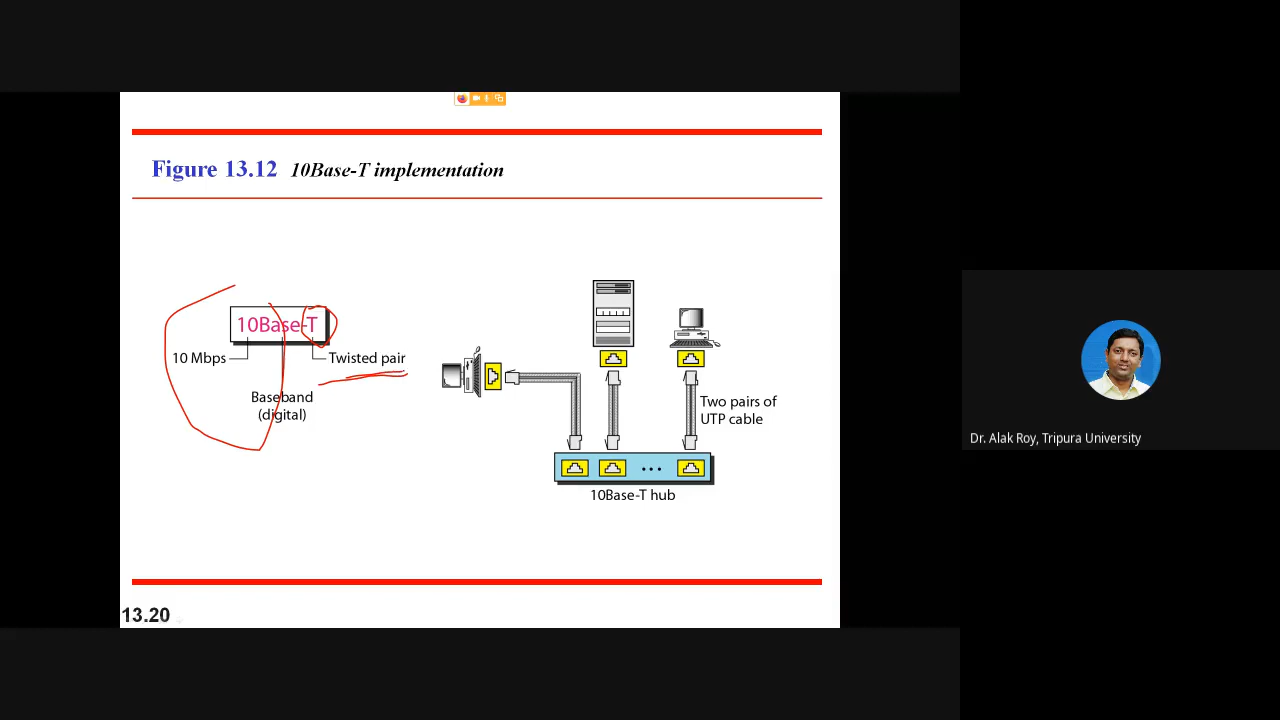 Figure 13.12 10Base-T implementation
10Base-T
10 Mbps
Twisted pair
Baseband
(digital)
Two pairs of
UTP cable
10Base-T hub
13.20
Dr. Alak Roy, Tripura University